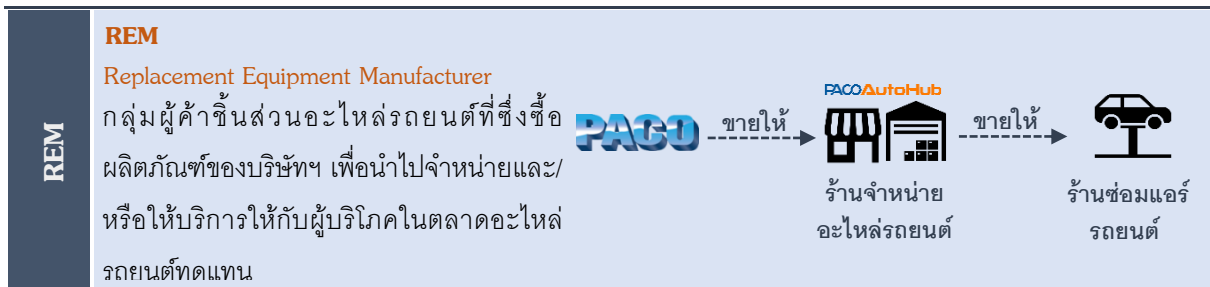 REM
REM
Replacement Equipment Manufacturer
กลุ่มผู้ค้าชิ้นส่วนอะไหล่รถยนต์ที่ซึ่งซื้อ
ผลิตภัณฑ์ของบริษัทฯ เพื่อนำไปจำหน่ายและ/
หรือให้บริการให้กับผู้บริโภคในตลาดอะไหล่
รถยนต์ทดแทน
PACO
ขายให้
PACOAutoHub
ร้านจำหน่าย
อะไหล่รถยนต์
ขายให้
ร้านซ่อมแอร์
รถยนต์